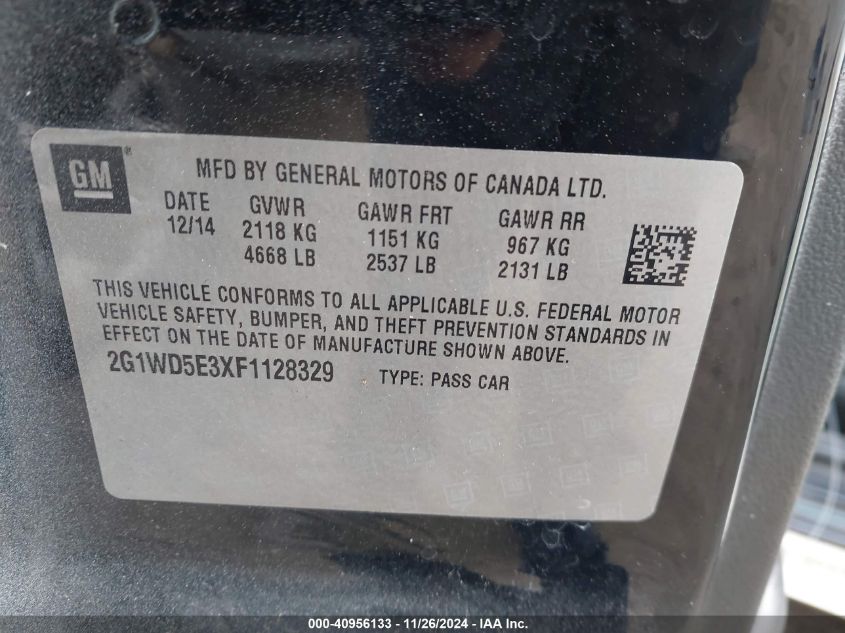 GM®
MFD BY GENERAL MOTORS OF CANADA LTD.
DATE GVWR GAWR FRT GAWR RR
12/14 2118 KG 1151 KG 967 KG
4668 LB 2537 LB 2131 LB
THIS VEHICLE CONFORMS TO ALL APPLICABLE U.S. FEDERAL MOTOR
VEHICLE SAFETY, BUMPER, AND THEFT PREVENTION STANDARDS IN
EFFECT ON THE DATE OF MANUFACTURE SHOWN ABOVE.
2G1WD5E3XF1128329 TYPE: PASS CAR
000-40956133 - 11/26/2024 - IAA Inc.